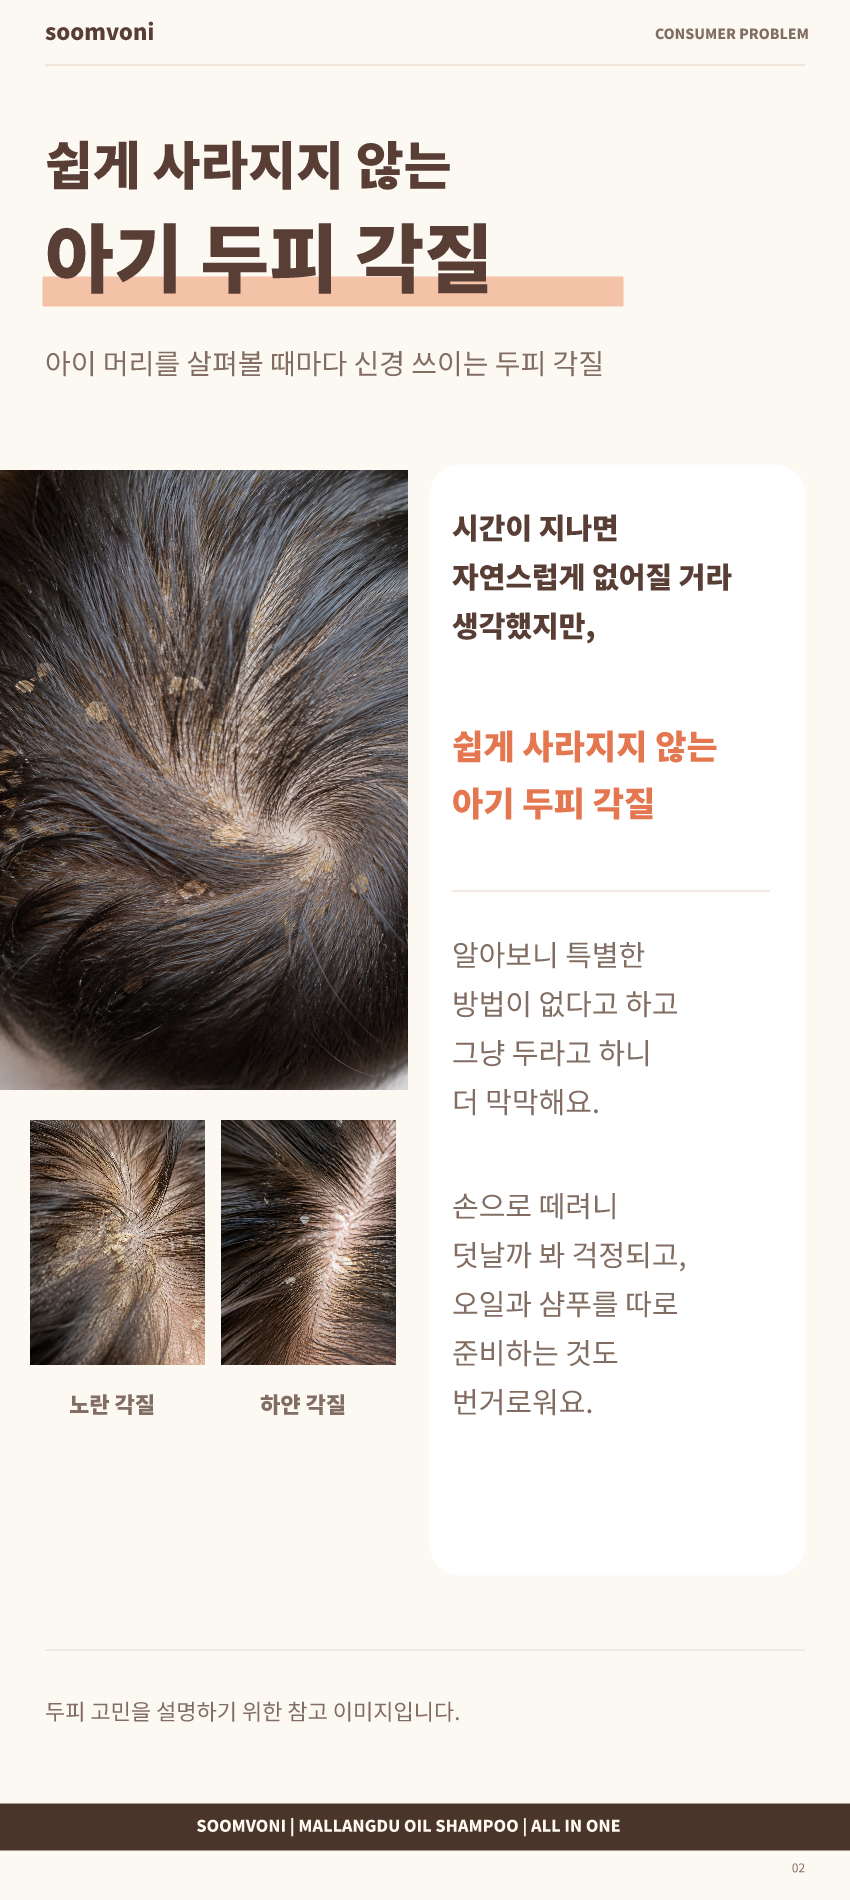 soomvoni
CONSUMER PROBLEM
쉽게 사라지지 않는
아기 두피 각질
아이 머리를 살펴볼 때마다 신경 쓰이는 두피 각질
시간이 지나면
자연스럽게 없어질 거라
생각했지만,
쉽게 사라지지 않는
아기 두피 각질
알아보니 특별한
방법이 없다고 하고
그냥 두라고 하니
더 막막해요.
손으로 떼려니
덧날까 봐 걱정되고,
오일과 샴푸를 따로
준비하는 것도
번거로워요.
노란 각질
하얀 각질
두피 고민을 설명하기 위한 참고 이미지입니다.
SOOMVONI | MALLANGDU OIL SHAMPOO | ALL IN ONE
02